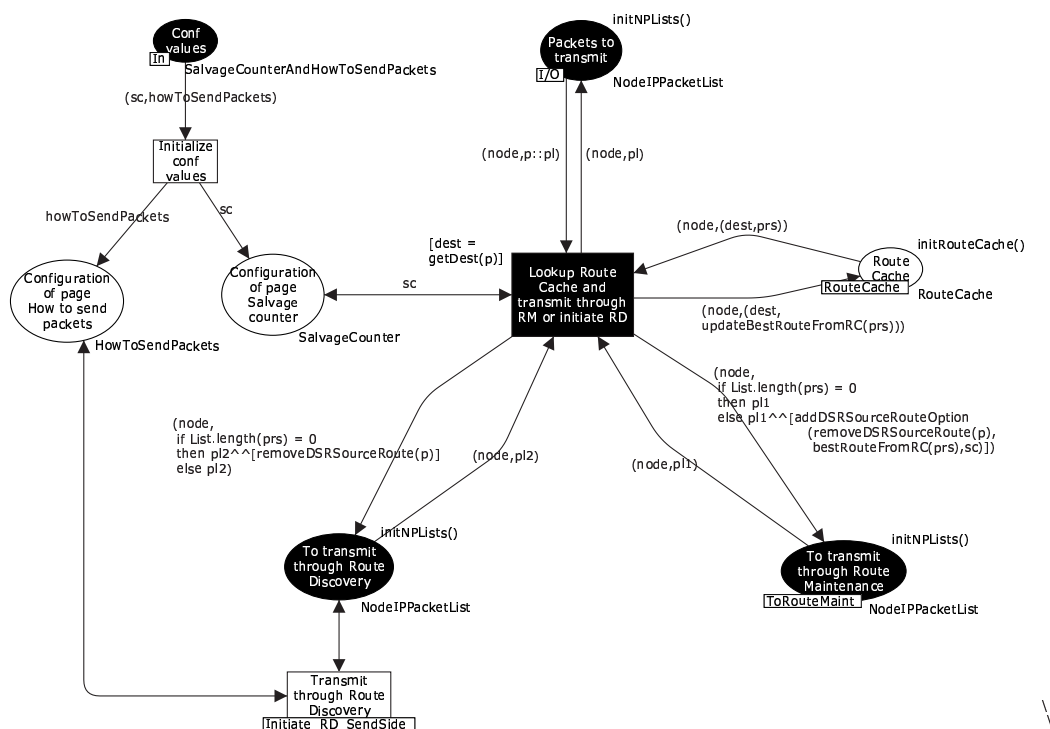 Conf
values
In
SalvageCounterAndHowToSendPackets
(sc,howToSendPackets)
Initialize
conf
values
howToSendPackets
sc
Configuration
of page
How to send
packets
HowToSendPackets
Configuration
of page
Salvage
counter
SalvageCounter
sc
initNPLists()
Packets to
transmit
I/O
NodeIPPacketList
(node,p::pl)
(node,pl)
[dest =
getDest(p)]
Lookup Route
Cache and
transmit through
RM or initiate RD
(node,(dest,prs))
initRouteCache()
Route
Cache
RouteCache
RouteCache
(node,(dest,
updateBestRouteFromRC(prs)))
(node,
if List.length(prs) = 0
then pl2^^[removeDSRSourceRoute(p)]
else pl2)
(node,pl2)
(node,pl1)
(node,
if List.length(prs) = 0
then pl1
else pl1^^[addDSRSourceRouteOption
(removeDSRSourceRoute(p),
bestRouteFromRC(prs),sc)])
initNPLists()
To transmit
through Route
Discovery
NodeIPPacketList
initNPLists()
To transmit
through Route
Maintenance
ToRouteMaint
NodeIPPacketList
Transmit
through Route
Discovery
Initiate_RD_SendSide